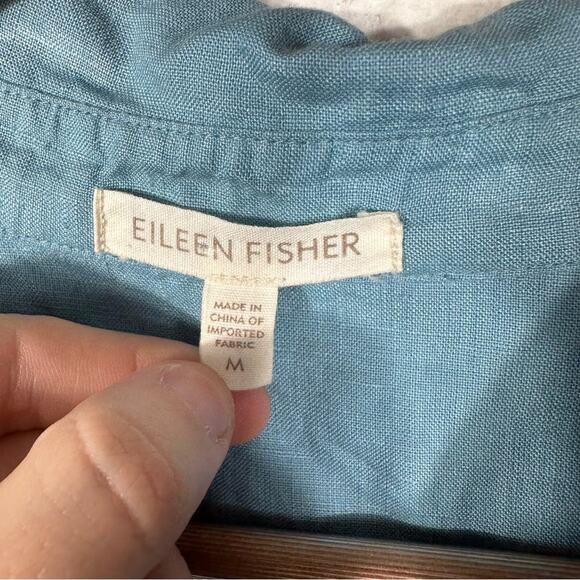 EILEEN FISHER
MADE IN
CHINA OF
IMPORTED
FABRIC
M